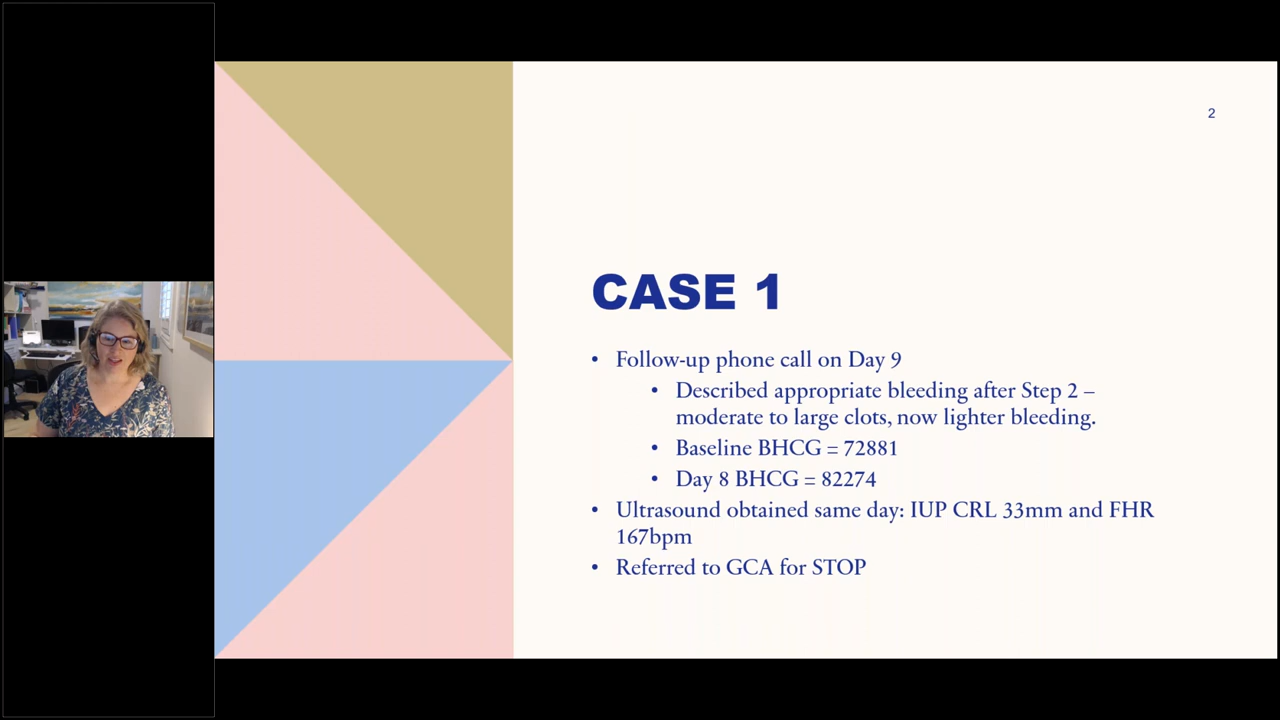 2
CASE 1
• Follow-up phone call on Day 9
• Described appropriate bleeding after Step 2 –
moderate to large clots, now lighter bleeding.
• Baseline BHCG = 72881
• Day 8 BHCG = 82274
• Ultrasound obtained same day: IUP CRL 33mm and FHR
167bpm
• Referred to GCA for STOP